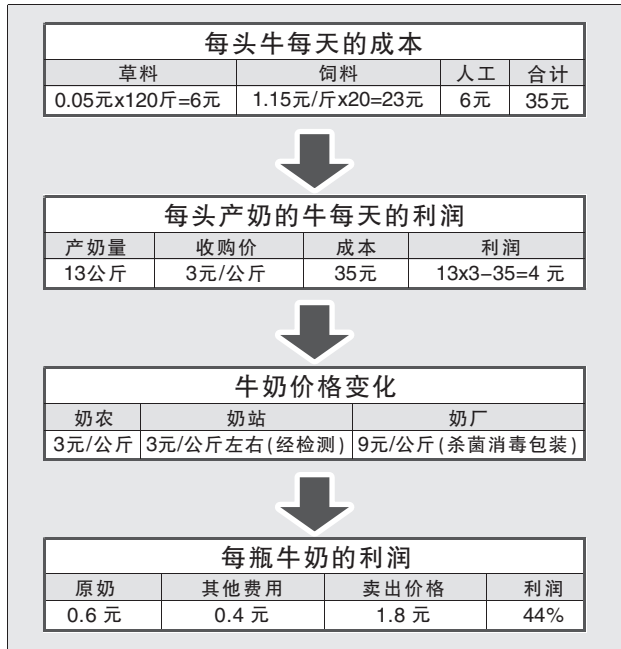 每头牛每天的成本
草料 饲料 人工 合计
0.05元x120斤=6元 1.15元/斤x20=23元 6元 35元
每头产奶的牛每天的利润
产奶量 收购价 成本 利润
13公斤 3元/公斤 35元 13x3-35=4 元
牛奶价格变化
奶农 奶站 奶厂
3元/公斤 3元/公斤左右(经检测) 9元/公斤(杀菌消毒包装)
每瓶牛奶的利润
原奶 其他费用 卖出价格 利润
0.6 元 0.4 元 1.8 元 44%